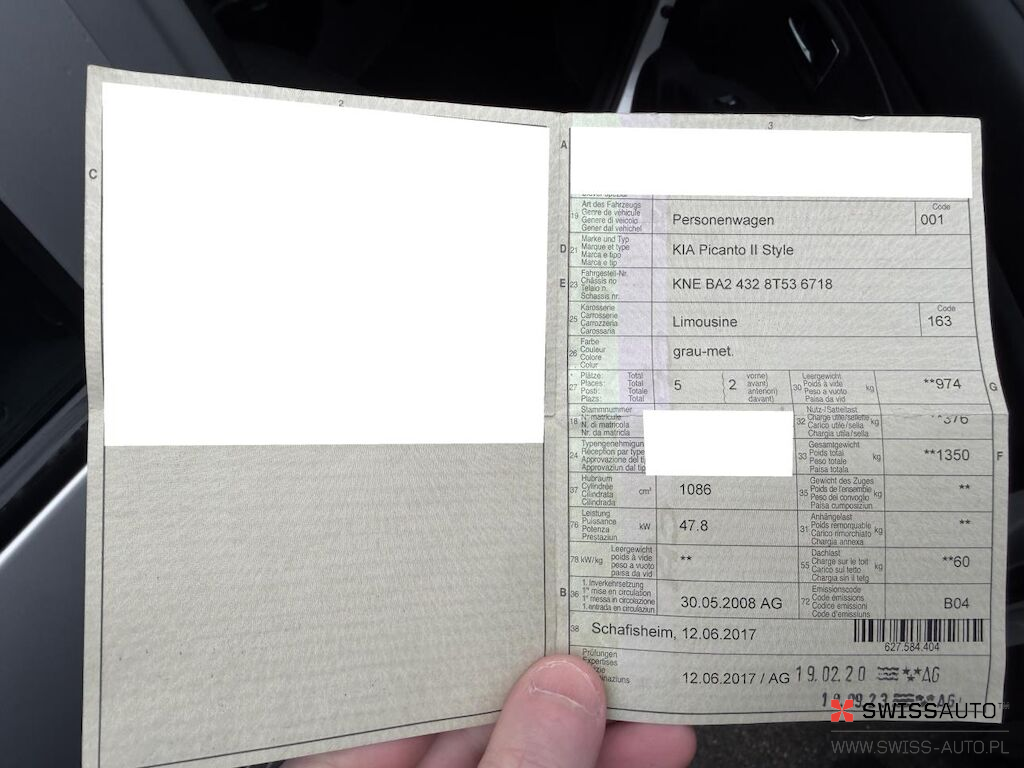 2
3
C
A
19 Art des Fahrzeugs
Genre de véhicule
Genere di veicolo
Gener dal vehichel
Personenwagen
Code
001
D
21 Marke und Typ
Marque et type
Marca e tipo
Marca e tip
KIA Picanto II Style
E
23 Fahrgestell-Nr.
Châssis no
Telaio n.
Schassis nr.
KNE BA2 432 8T53 6718
25 Karosserie
Carrosserie
Carrozzeria
Carossaria
Limousine
Code
163
26 Farbe
Couleur
Colore
Colur
grau-met.
27 Plätze: Total
Places: Total
Posti: Totale
Plazs: Total
5
2 vorne)
avant)
anteriori)
davant)
30 Leergewicht
Poids à vide
Peso a vuoto
Paisa da vid
kg
**974
G
18 Stammnummer
N° matricule
N. di matricola
Nr. da matricla
32 Nutz-/Sattellast
Charge utile/sellette
Carico utile/sella
Chargia utila/sella
kg
**376
24 Typengenehmigung
Réception par type
Approvazione del ti
Approvaziun dal tip
33 Gesamtgewicht
Poids total
Peso totale
Paisa totala
kg
**1350
F
37 Hubraum
Cylindrée
Cilindrata
Cilindrada
cm³
1086
35 Gewicht des Zuges
Poids de l'ensemble
Peso del convoglio
Paisa cumposiziun
kg
**
76 Leistung
Puissance
Potenza
Prestaziun
kW
47.8
31 Anhängelast
Poids remorquable
Carico rimorchiato
Chargia annexa
kg
**
78 kW/kg
Leergewicht
poids à vide
peso a vuoto
paisa da vid
**
55 Dachlast
Charge sur le toit
Carico sul tetto
Chargia sin il tetg
kg
**60
B
36 1. Inverkehrsetzung
1re mise en circulation
1a messa in circolazione
1. entrada en circulaziun
30.05.2008 AG
72 Emissionscode
Code émissions
Codice emissioni
Code d'emissiuns
B04
38 Schafisheim, 12.06.2017
627.584.404
Prüfungen
Expertises
12.06.2017 / AG 19.02.20 AG
SWISSAUTO™
WWW.SWISS-AUTO.PL